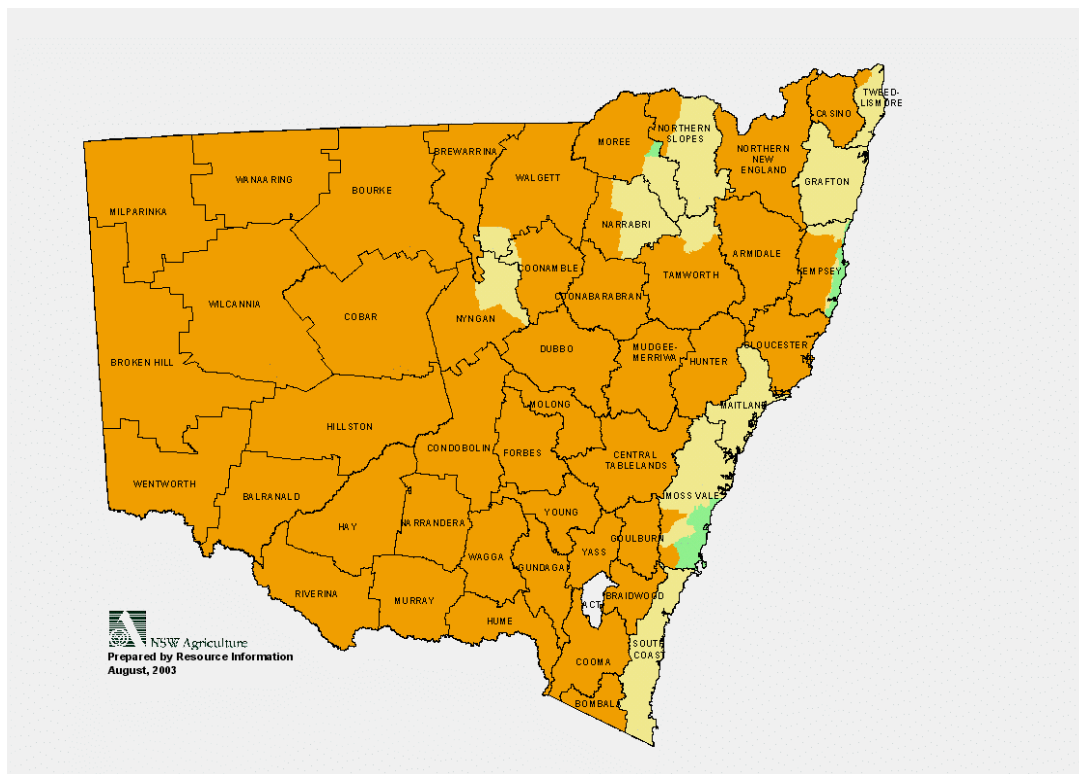 TWEED-
LISMORE
CASINO
MOREE
NORTHERN
SLOPES
NORTHERN
NEW
ENGLAND
BREWARRINA
WALGETT
WANAARING
BOURKE
GRAFTON
MILPARINKA
NARRABRI
ARMIDALE
COONAMBLE
TAMWORTH
KEMPSEY
COONABARABRAN
WILCANNIA
COBAR
NYNGAN
DUBBO
MUDGEE-
MERRIWA
HUNTER
GLOUCESTER
BROKEN HILL
MOLONG
MAITLAND
HILLSTON
CONDOBOLIN
FORBES
CENTRAL
TABLELANDS
WENTWORTH
BALRANALD
MOSS VALE
HAY
NARRANDERA
YOUNG
GOULBURN
WAGGA
GUNDAGAI
YASS
RIVERINA
MURRAY
ACT
BRAIDWOOD
HUME
SOUTH
COAST
COOMA
BOMBALA
NSW Agriculture
Prepared by Resource Information
August, 2003